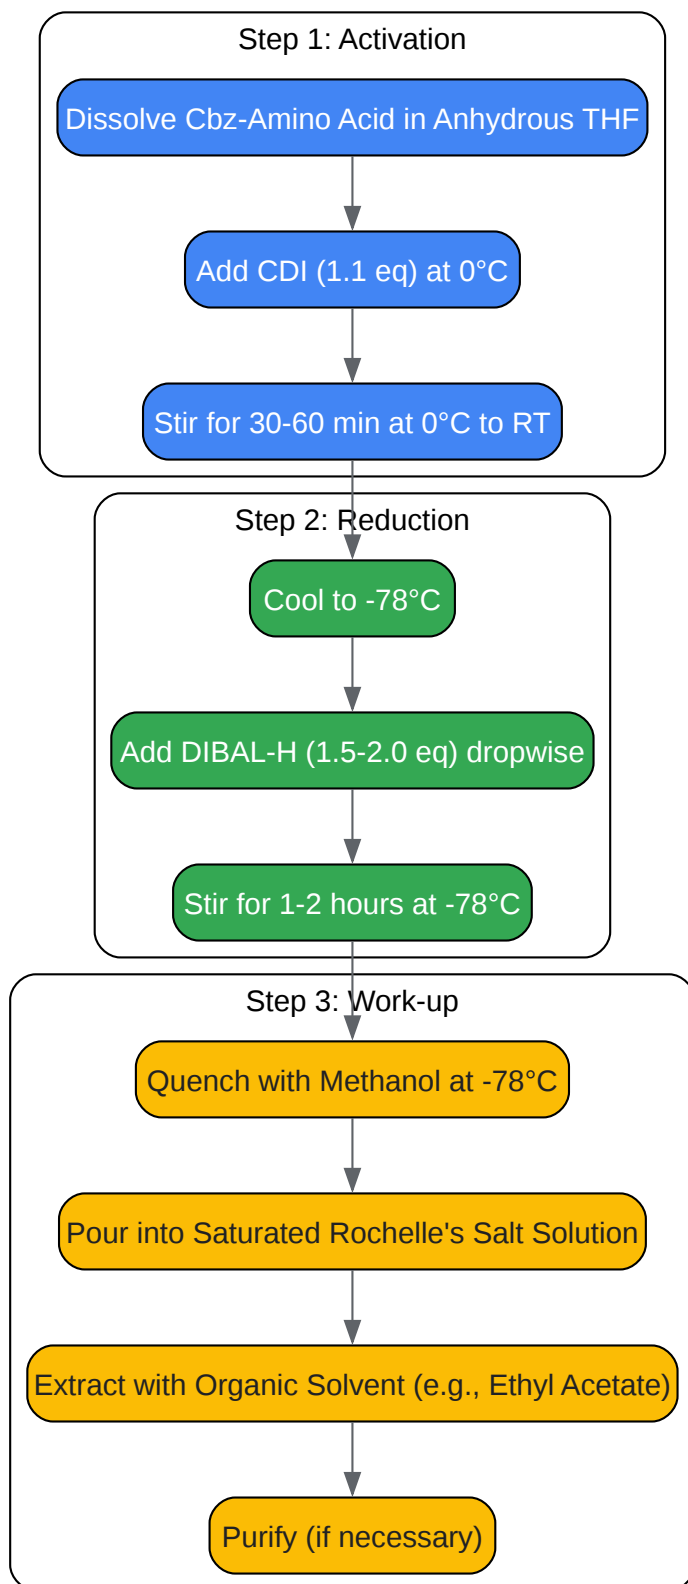 Step 1: Activation
Dissolve Cbz-Amino Acid in Anhydrous THF
Add CDI (1.1 eq) at 0°C
Stir for 30-60 min at 0°C to RT
Step 2: Reduction
Cool to -78°C
Add DIBAL-H (1.5-2.0 eq) dropwise
Stir for 1-2 hours at -78°C
Step 3: Work-up
Quench with Methanol at -78°C
Pour into Saturated Rochelle's Salt Solution
Extract with Organic Solvent (e.g., Ethyl Acetate)
Purify (if necessary)